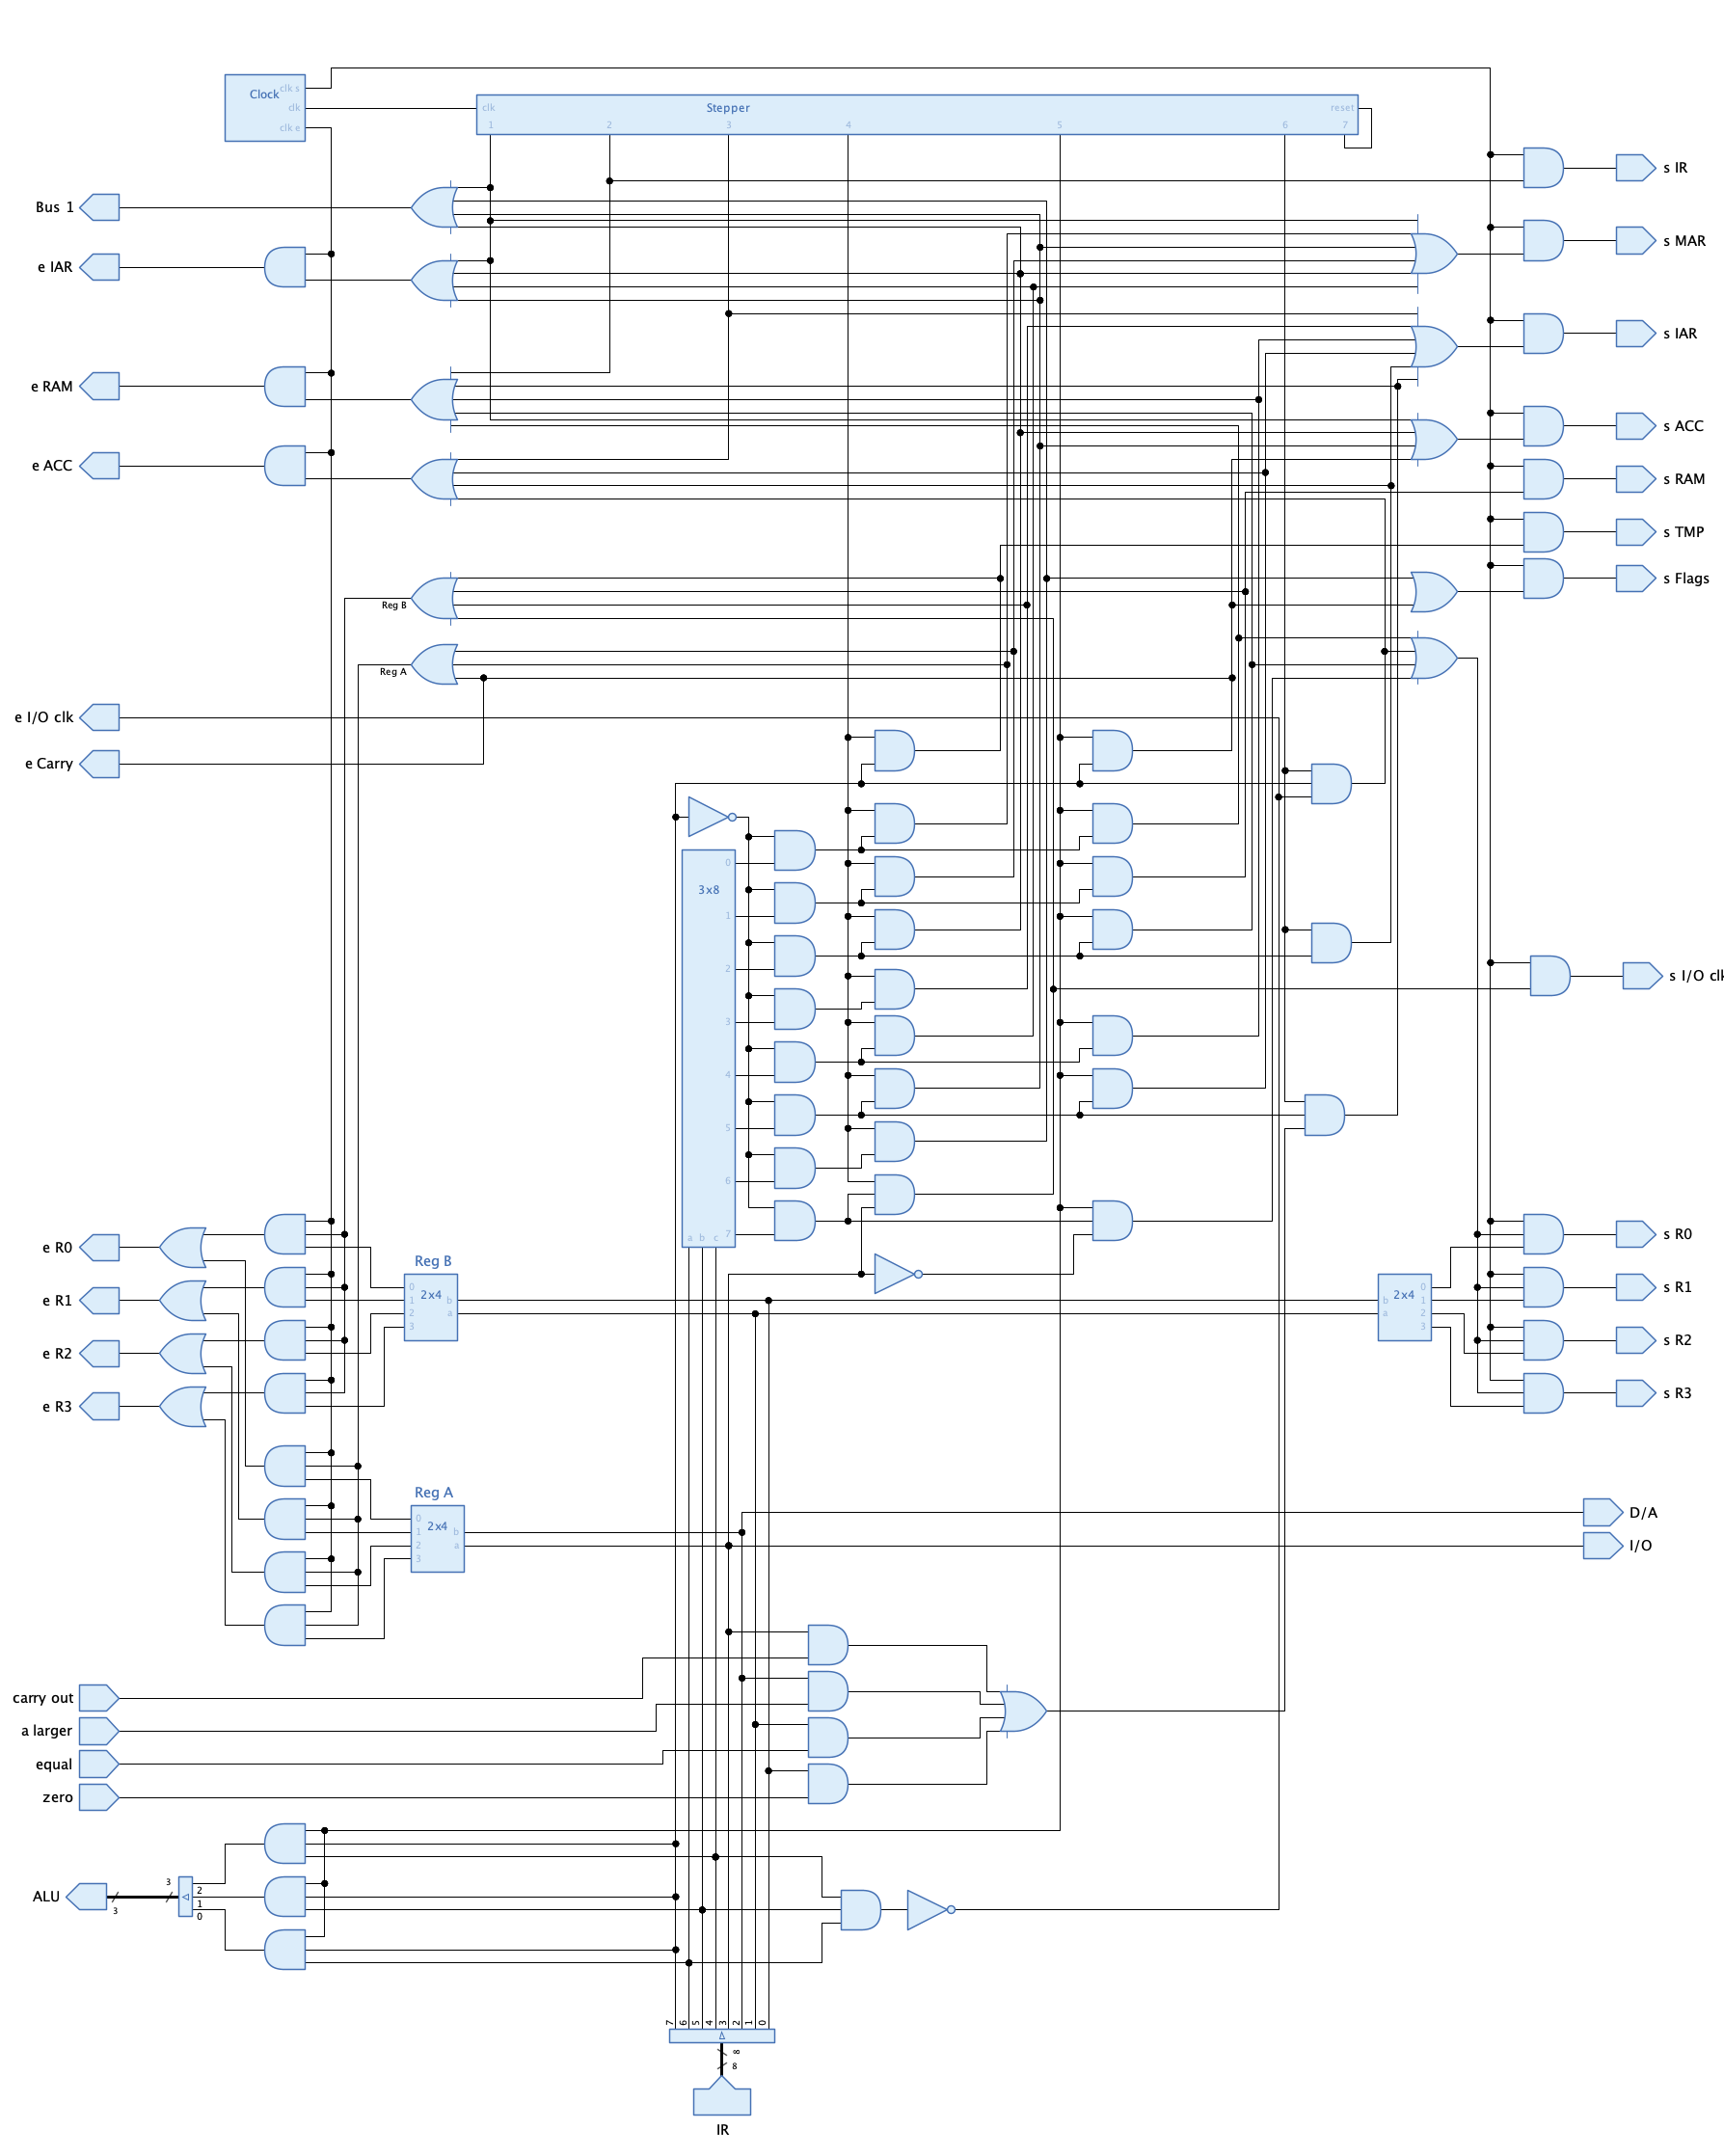 Clock clk s
clk
clk e
clk Stepper reset
1 2 3 4 5 6 7
s IR
Bus 1
s MAR
e IAR
s IAR
e RAM
s ACC
e ACC
s RAM
s TMP
s Flags
Reg B
Reg A
e I/O clk
e Carry
0
3x8
1
2
s I/O clk
3
4
5
6
7
a b c
e R0
s R0
Reg B
0
2x4
1 b
2 a
3
2x4
0
b 1
a 2
3
e R1
s R1
e R2
s R2
e R3
s R3
Reg A
0
2x4
1 b
2 a
3
D/A
I/O
carry out
a larger
equal
zero
ALU
3
3
2
1
0
7 6 5 4 3 2 1 0
8
8
IR